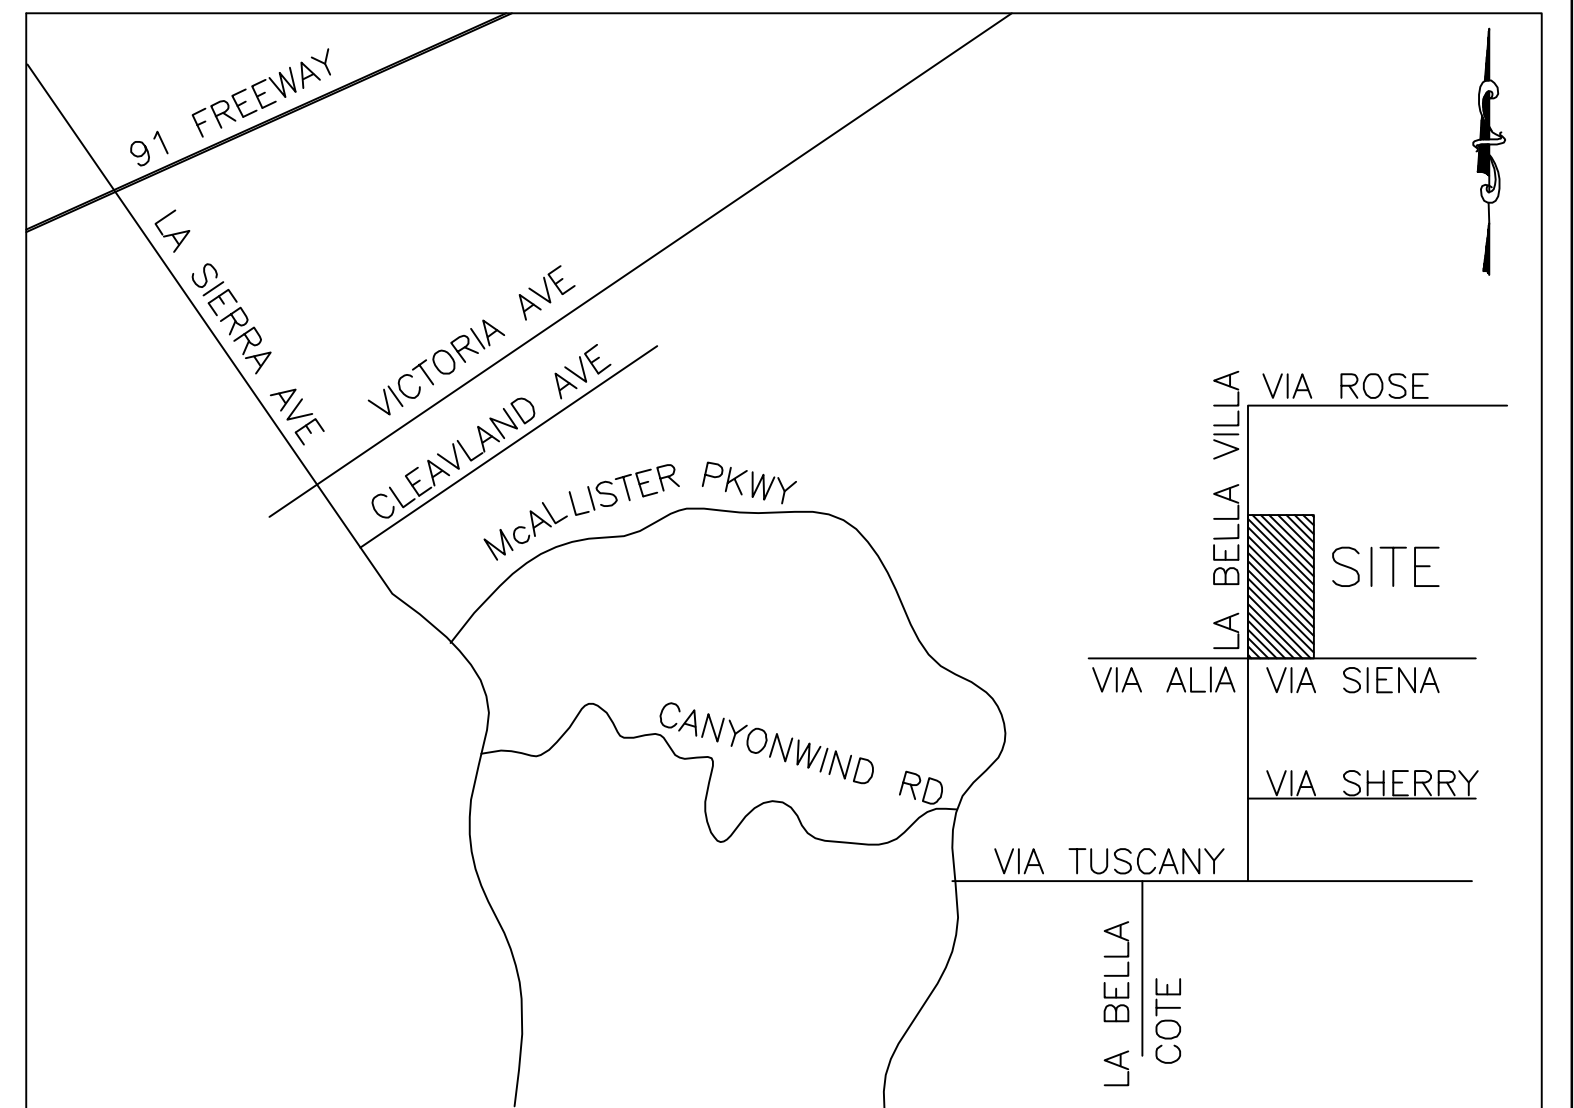 91 FREEWAY
LA SIERRA AVE
VICTORIA AVE
CLEAVLAND AVE
McALLISTER PKWY
CANYONWIND RD
LA BELLA VILLA
VIA ROSE
SITE
VIA ALIA
VIA SIENA
VIA SHERRY
VIA TUSCANY
LA BELLA
COTE